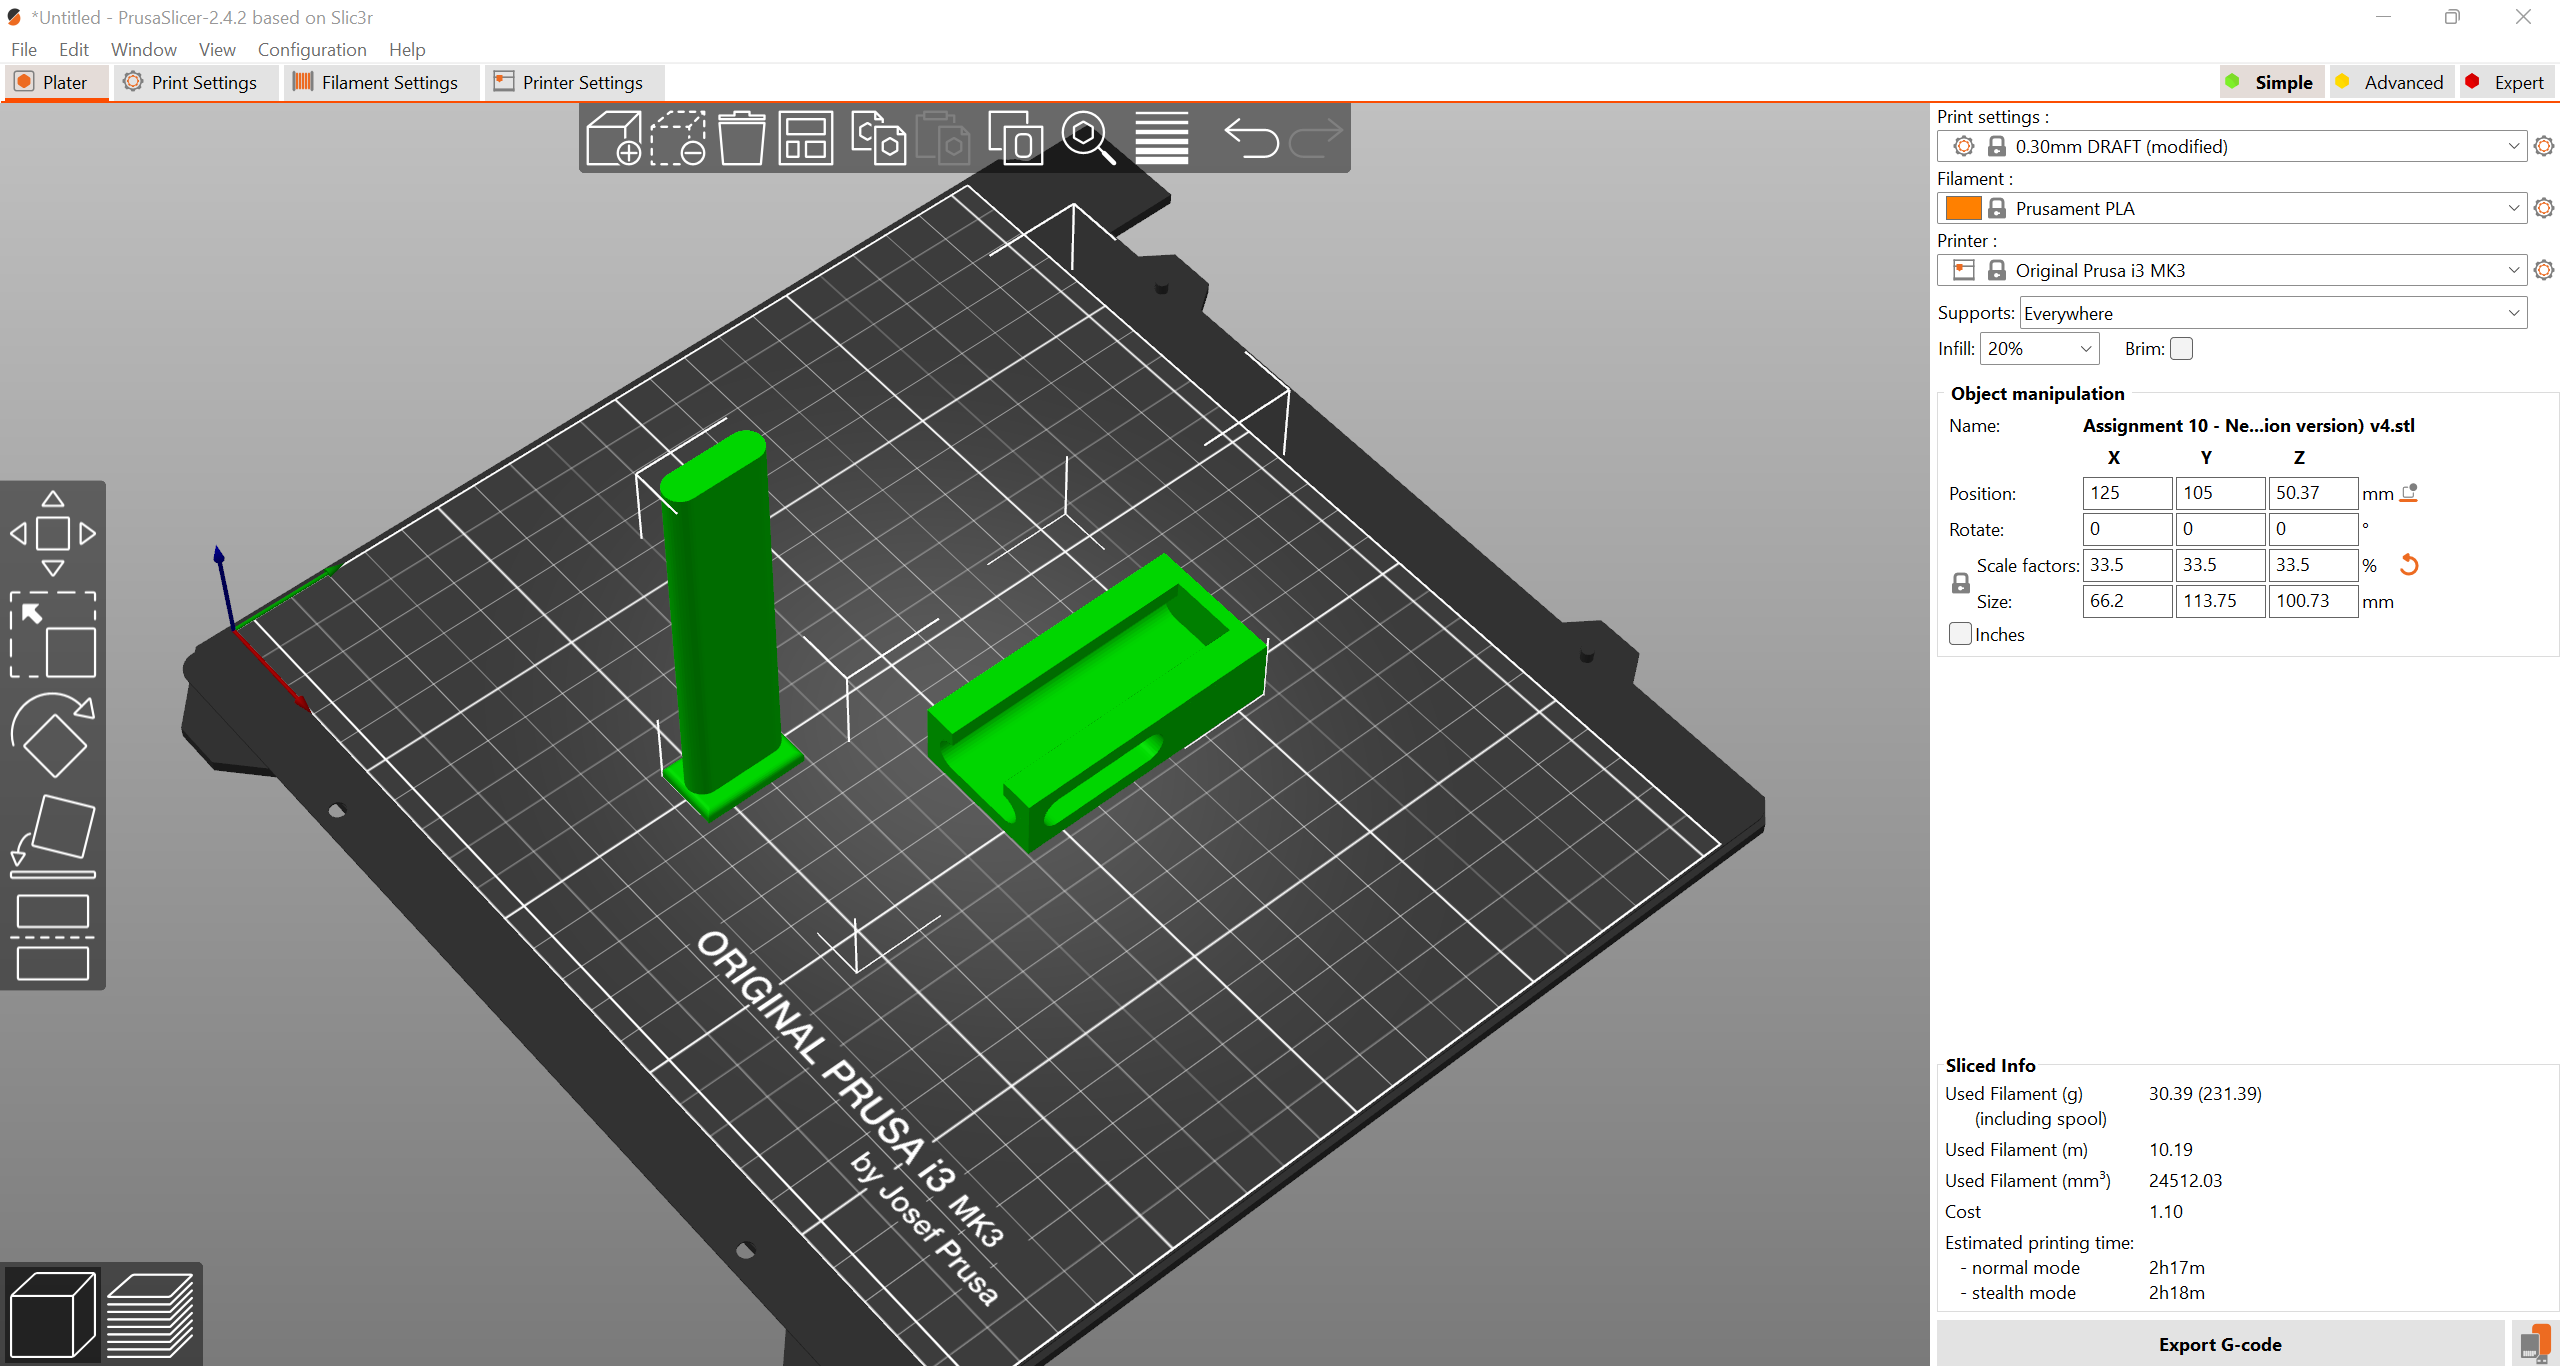 *Untitled - PrusaSlicer-2.4.2 based on Slic3r
File Edit Window View Configuration Help
Plater Print Settings Filament Settings Printer Settings Simple Advanced Expert
Print settings :
0.30mm DRAFT (modified)
Filament :
Prusament PLA
Printer :
Original Prusa i3 MK3
Supports: Everywhere
Infill: 20% Brim:
Object manipulation
Name: Assignment 10 - Ne...ion version) v4.stl
X Y Z
Position: 125 105 50.37 mm
Rotate: 0 0 0 °
Scale factors: 33.5 33.5 33.5 %
Size: 66.2 113.75 100.73 mm
Inches
ORIGINAL PRUSA i3 MK3
by Josef Prusa
Sliced Info
Used Filament (g) 30.39 (231.39)
(including spool)
Used Filament (m) 10.19
Used Filament (mm³) 24512.03
Cost 1.10
Estimated printing time:
- normal mode 2h17m
- stealth mode 2h18m
Export G-code